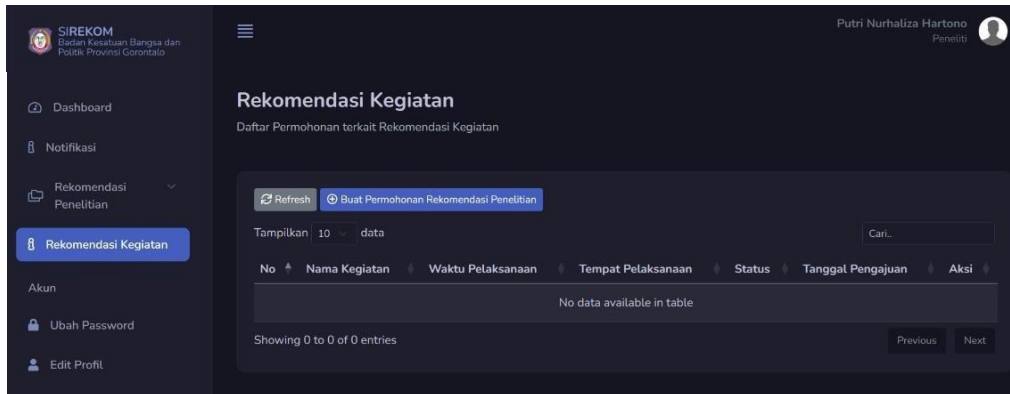 SIREKOM
Badan Kesatuan Bangsa dan
Politik Provinsi Gorontalo
Putri Nurhaliza Hartono
Peneliti
Dashboard
Notifikasi
Rekomendasi
Penelitian
Rekomendasi Kegiatan
Akun
Ubah Password
Edit Profil
Rekomendasi Kegiatan
Daftar Permohonan terkait Rekomendasi Kegiatan
Refresh Buat Permohonan Rekomendasi Penelitian
Tampilkan 10 data Cari..
No Nama Kegiatan Waktu Pelaksanaan Tempat Pelaksanaan Status Tanggal Pengajuan Aksi
No data available in table
Showing 0 to 0 of 0 entries Previous Next